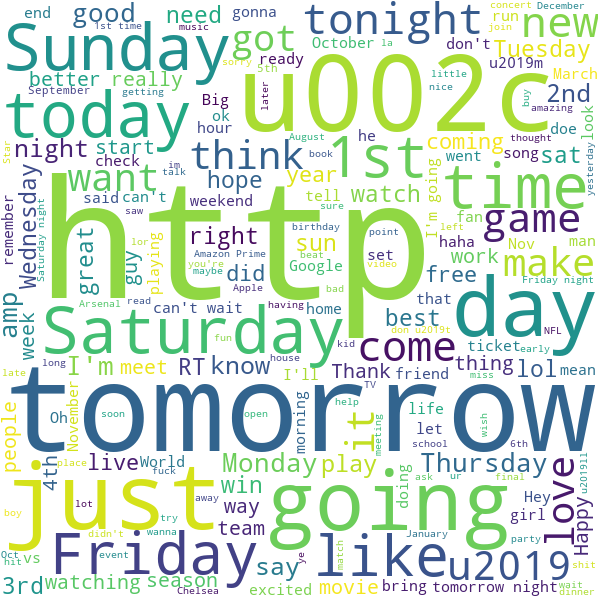 end
good
gonna
concert
December
1st time
music
tonight
run
join
new
Sunday
need
got
October
la
don't
Tuesday
better
really
ready
sorry
5th
little
u2019m
u002c
September
getting
Big
later
nice
March
buy
amazing
today
ok
he
coming
2nd
look
Star
night
start
hour
think
August
1st
went
song
sat
doe
thought
yesterday
check
im
talk
book
time
want
hope
year
I'm going
remember
Wednesday
Saturday night
said
can't
weekend
tell
watch
fan
left
game
saw
sure
haha
Nov
man
http
great
guy
playing
lor
right
birthday
point
sun
set
work
make
you're
maybe
Amazon Prime
beat
video
did
Google
free
that
Friday night
amp
week
Arsenal
read
Apple
bad
day
can't wait
having
home
best
ticket
Saturday
fun
don u2019t
NFL
early
long
house
kid
come
thing
I'm
meet
RT
know
I'll
Thank
friend
lol
mean
late
TV
miss
tomorrow
people
November
Oh
soon
open
morning
help
meeting
it
life
wish
let
school
6th
love
Happy
4th
live
World
Monday
play
Thursday
u201911
place
fuck
win
doing
ask
ur
final
Hey
boy
just
lot
away
way
going
girl
try
team
January
Oct
didn't
wanna
party
hit
vs
event
Friday
ye
match
like
u2019
shit
3rd
watching
season
say
movie
bring
tomorrow night
wait
excited
Chelsea
dinner